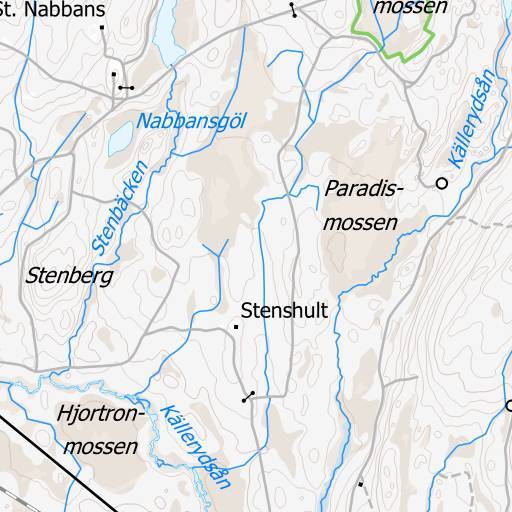 St. Nabbans
mossen
Nabbansgöl
Källerydsån
Stenbäcken
Paradis-
mossen
Stenberg
Stenshult
Hjortron-
mossen
Källerydsån